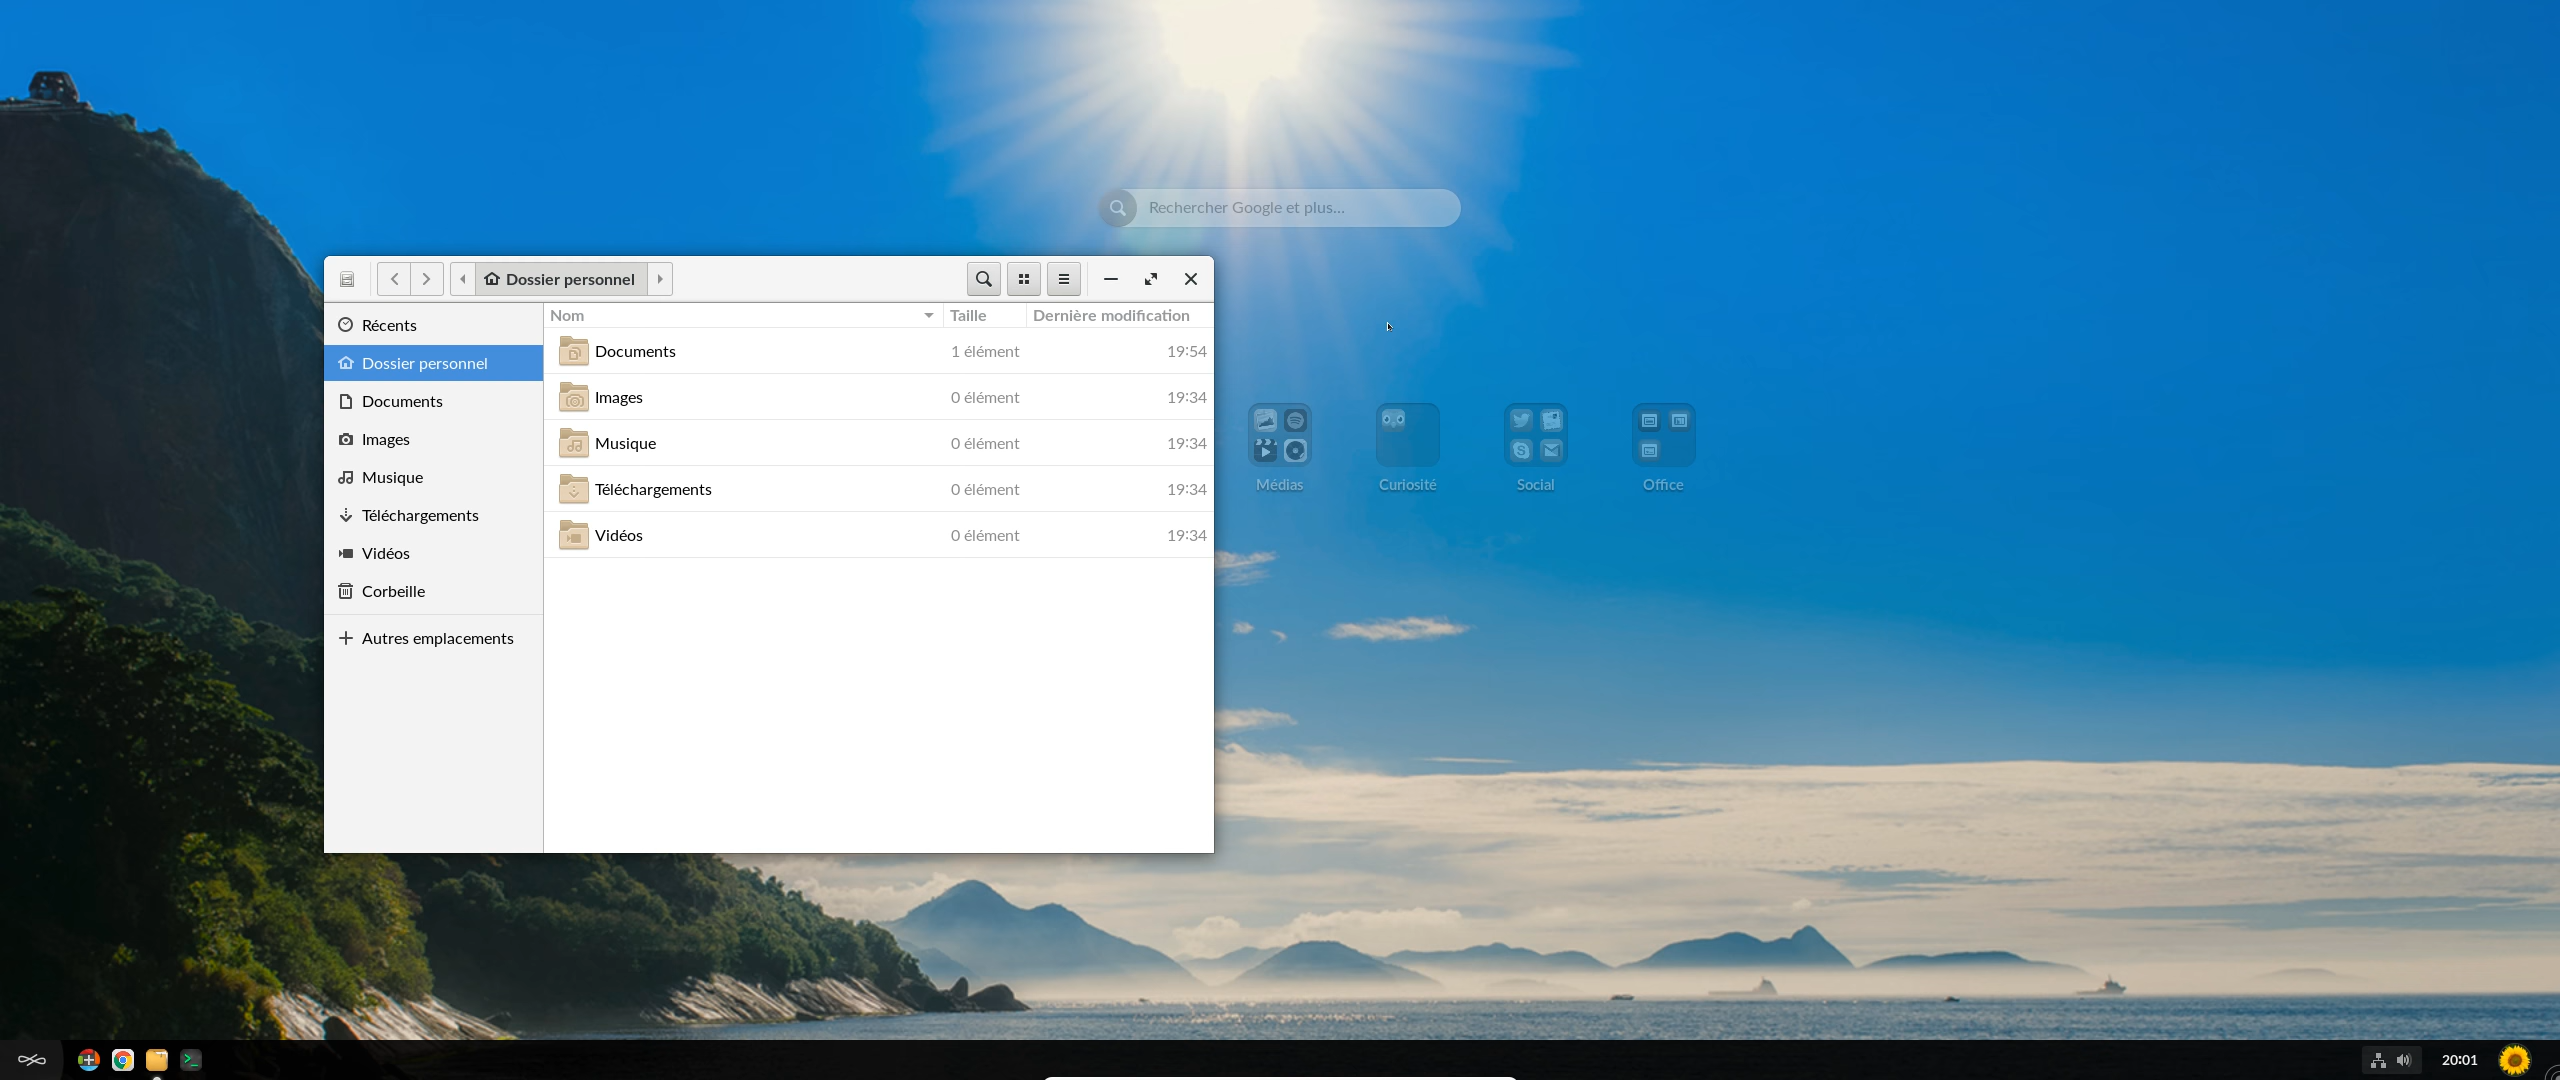 Rechercher Google et plus...
Dossier personnel
Nom Taille Dernière modification
Récents
Dossier personnel
Documents
Images
Musique
Téléchargements
Vidéos
Corbeille
Autres emplacements
Documents 1 élément 19:54
Images 0 élément 19:34
Musique 0 élément 19:34
Téléchargements 0 élément 19:34
Vidéos 0 élément 19:34
Médias Curiosité Social Office
20:01